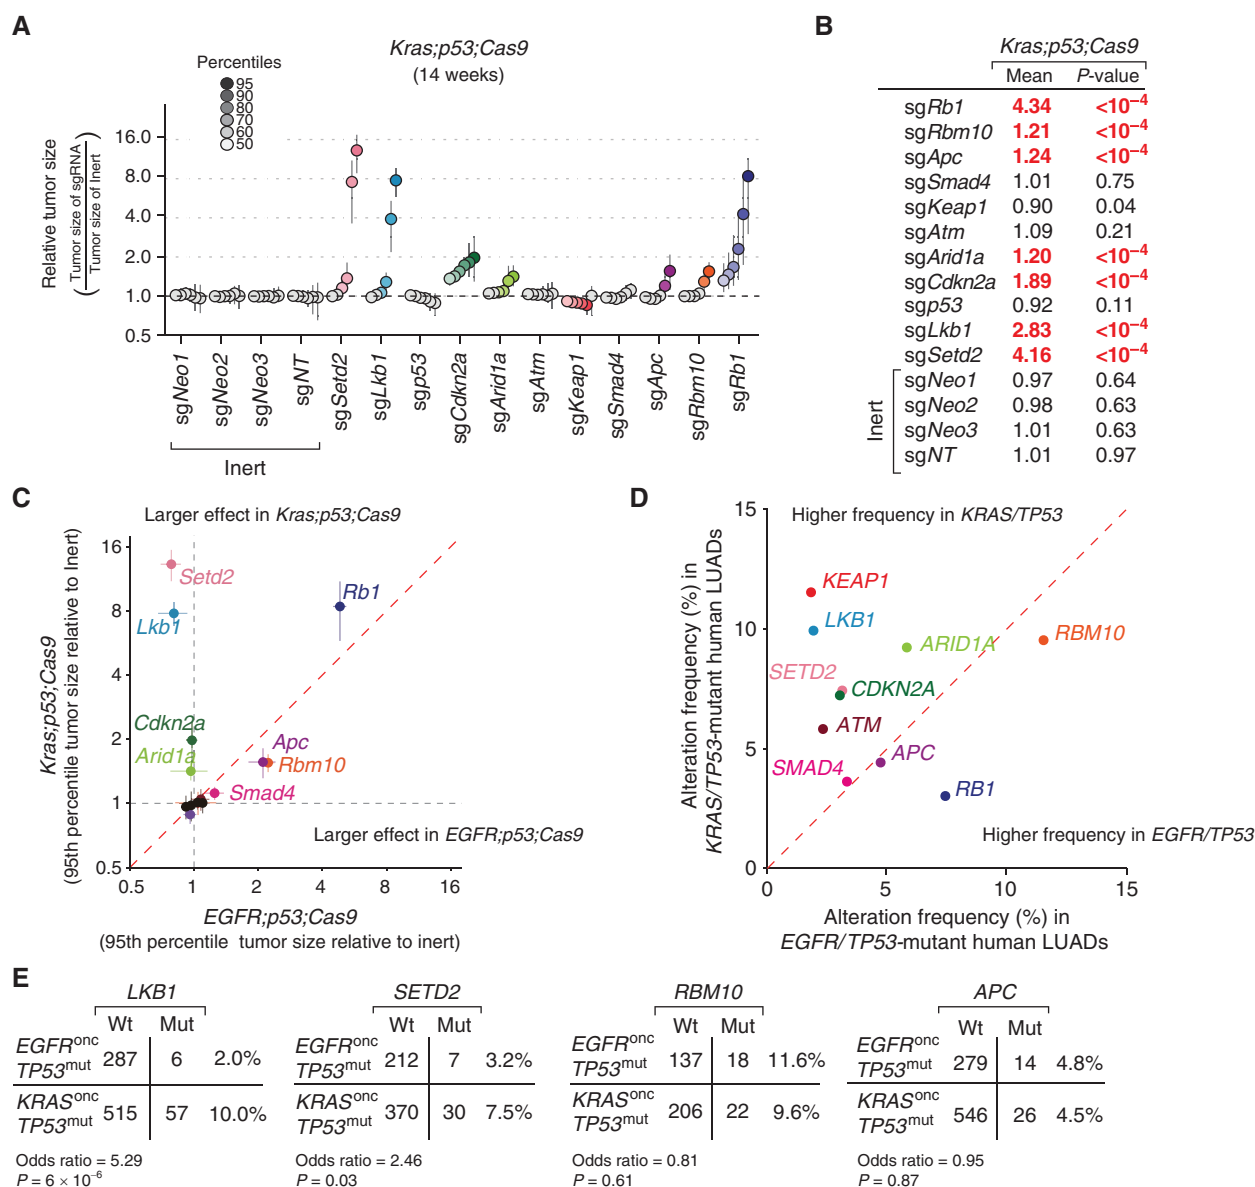 A
Kras;p53;Cas9
(14 weeks)
Percentiles
95
90
80
70
60
50
Relative tumor size
(Tumor size of sgRNA
Tumor size of Inert)
16.0
8.0
4.0
2.0
1.0
0.5
sgNeo1
sgNeo2
sgNeo3
sgNT
sgSetd2
sgLkb1
sgp53
sgCdkn2a
sgArid1a
sgAtm
sgKeap1
sgSmad4
sgApc
sgRbm10
sgRb1
Inert
B
Kras;p53;Cas9
Mean P-value
sgRb1 4.34 <10⁻⁴
sgRbm10 1.21 <10⁻⁴
sgApc 1.24 <10⁻⁴
sgSmad4 1.01 0.75
sgKeap1 0.90 0.04
sgAtm 1.09 0.21
sgArid1a 1.20 <10⁻⁴
sgCdkn2a 1.89 <10⁻⁴
sgp53 0.92 0.11
sgLkb1 2.83 <10⁻⁴
sgSetd2 4.16 <10⁻⁴
sgNeo1 0.97 0.64
sgNeo2 0.98 0.63
sgNeo3 1.01 0.63
sgNT 1.01 0.97
Inert
C
Larger effect in Kras;p53;Cas9
Kras;p53;Cas9
(95th percentile tumor size relative to Inert)
16
8
4
2
1
0.5
Setd2
Lkb1
Rb1
Cdkn2a
Arid1a
Apc
Rbm10
Smad4
Larger effect in EGFR;p53;Cas9
0.5 1 2 4 8 16
EGFR;p53;Cas9
(95th percentile tumor size relative to inert)
D
Higher frequency in KRAS/TP53
Alteration frequency (%) in
KRAS/TP53-mutant human LUADs
15
10
5
0
KEAP1
LKB1
ARID1A
RBM10
SETD2
CDKN2A
ATM
APC
SMAD4
RB1
Higher frequency in EGFR/TP53
0 5 10 15
Alteration frequency (%) in
EGFR/TP53-mutant human LUADs
E
LKB1
Wt Mut
EGFRᵒⁿᶜ
TP53ᵐᵘᵗ 287 6 2.0%
KRASᵒⁿᶜ
TP53ᵐᵘᵗ 515 57 10.0%
Odds ratio = 5.29
P = 6 × 10⁻⁶
SETD2
Wt Mut
EGFRᵒⁿᶜ
TP53ᵐᵘᵗ 212 7 3.2%
KRASᵒⁿᶜ
TP53ᵐᵘᵗ 370 30 7.5%
Odds ratio = 2.46
P = 0.03
RBM10
Wt Mut
EGFRᵒⁿᶜ
TP53ᵐᵘᵗ 137 18 11.6%
KRASᵒⁿᶜ
TP53ᵐᵘᵗ 206 22 9.6%
Odds ratio = 0.81
P = 0.61
APC
Wt Mut
EGFRᵒⁿᶜ
TP53ᵐᵘᵗ 279 14 4.8%
KRASᵒⁿᶜ
TP53ᵐᵘᵗ 546 26 4.5%
Odds ratio = 0.95
P = 0.87